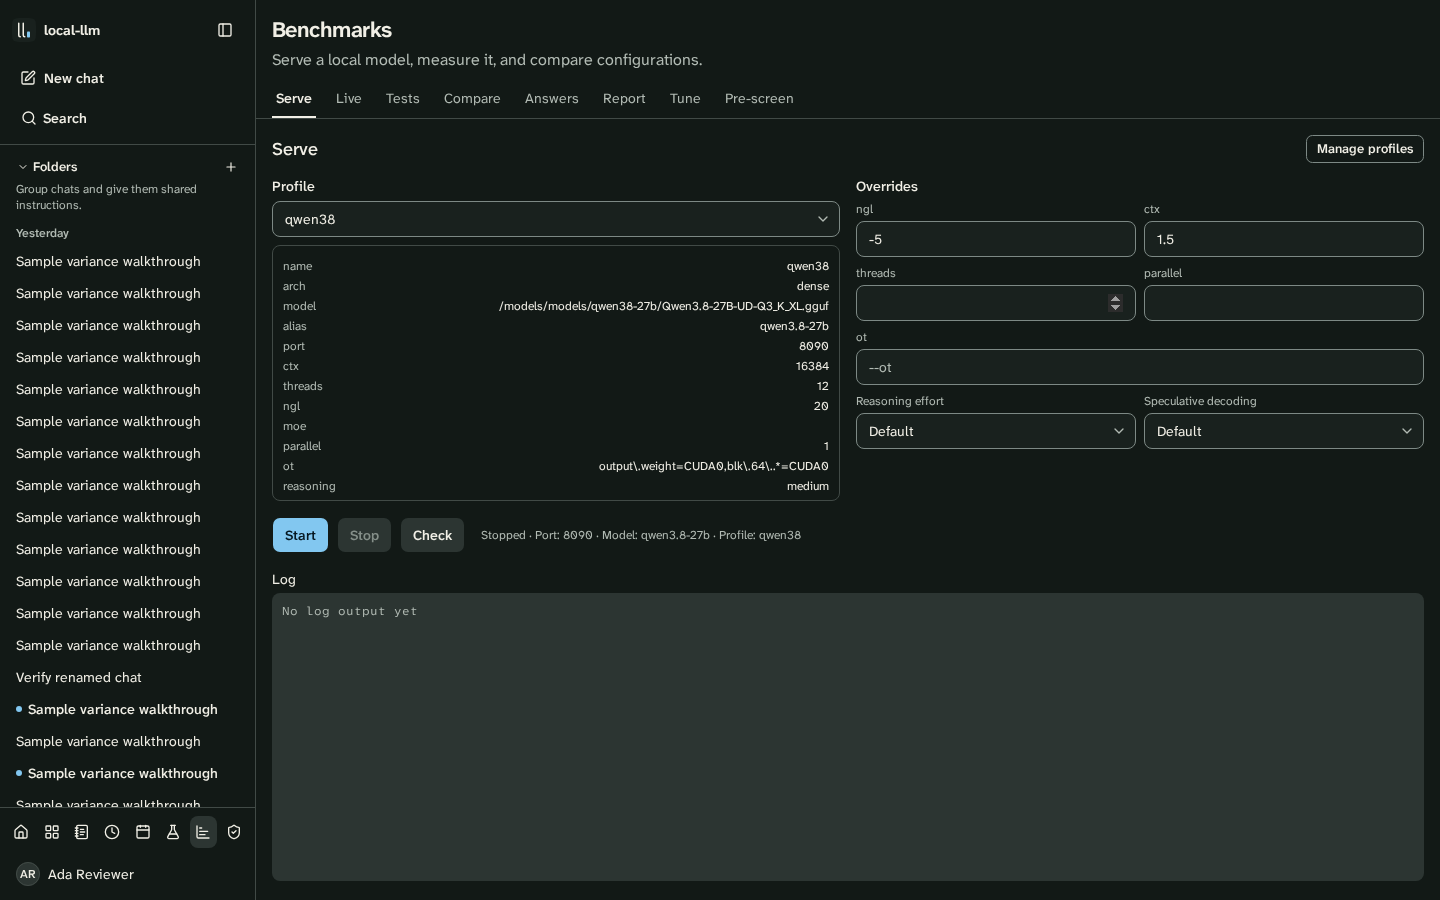 local-llm
New chat
Search
Folders
Group chats and give them shared
instructions.
Yesterday
Sample variance walkthrough
Sample variance walkthrough
Sample variance walkthrough
Sample variance walkthrough
Sample variance walkthrough
Sample variance walkthrough
Sample variance walkthrough
Sample variance walkthrough
Sample variance walkthrough
Sample variance walkthrough
Sample variance walkthrough
Sample variance walkthrough
Sample variance walkthrough
Verify renamed chat
Sample variance walkthrough
Sample variance walkthrough
Sample variance walkthrough
Sample variance walkthrough
AR Ada Reviewer
Benchmarks
Serve a local model, measure it, and compare configurations.
Serve Live Tests Compare Answers Report Tune Pre-screen
Serve
Manage profiles
Profile
qwen38
name qwen38
arch dense
model /models/models/qwen38-27b/Qwen3.8-27B-UD-Q3_K_XL.gguf
alias qwen3.8-27b
port 8090
ctx 16384
threads 12
ngl 20
moe
parallel 1
ot output\.weight=CUDA0,blk\.64\..*=CUDA0
reasoning medium
Overrides
ngl ctx
-5 1.5
threads parallel
ot
--ot
Reasoning effort Speculative decoding
Default Default
Start Stop Check Stopped · Port: 8090 · Model: qwen3.8-27b · Profile: qwen38
Log
No log output yet